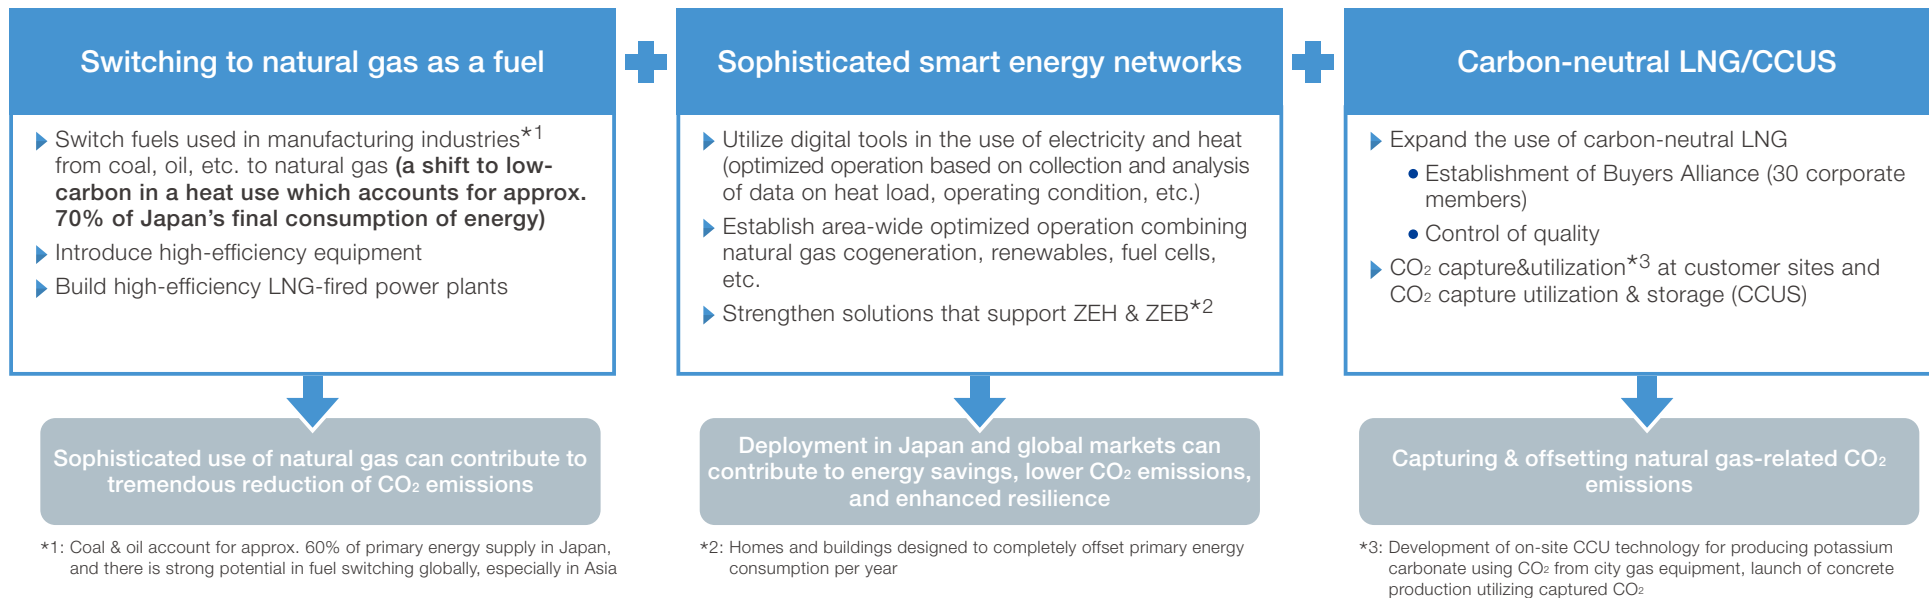 Switching to natural gas as a fuel
Switch fuels used in manufacturing industries*1
from coal, oil, etc. to natural gas (a shift to low-
carbon in a heat use which accounts for approx.
70% of Japan's final consumption of energy)
Introduce high-efficiency equipment
Build high-efficiency LNG-fired power plants
Sophisticated use of natural gas can contribute to
tremendous reduction of CO2 emissions
*1: Coal & oil account for approx. 60% of primary energy supply in Japan,
and there is strong potential in fuel switching globally, especially in Asia
Sophisticated smart energy networks
Utilize digital tools in the use of electricity and heat
(optimized operation based on collection and analysis
of data on heat load, operating condition, etc.)
Establish area-wide optimized operation combining
natural gas cogeneration, renewables, fuel cells,
etc.
Strengthen solutions that support ZEH & ZEB*2
Deployment in Japan and global markets can
contribute to energy savings, lower CO2 emissions,
and enhanced resilience
*2: Homes and buildings designed to completely offset primary energy
consumption per year
Carbon-neutral LNG/CCUS
Expand the use of carbon-neutral LNG
• Establishment of Buyers Alliance (30 corporate
members)
• Control of quality
CO2 capture&utilization*3 at customer sites and
CO2 capture utilization & storage (CCUS)
Capturing & offsetting natural gas-related CO2
emissions
*3: Development of on-site CCU technology for producing potassium
carbonate using CO2 from city gas equipment, launch of concrete
production utilizing captured CO2